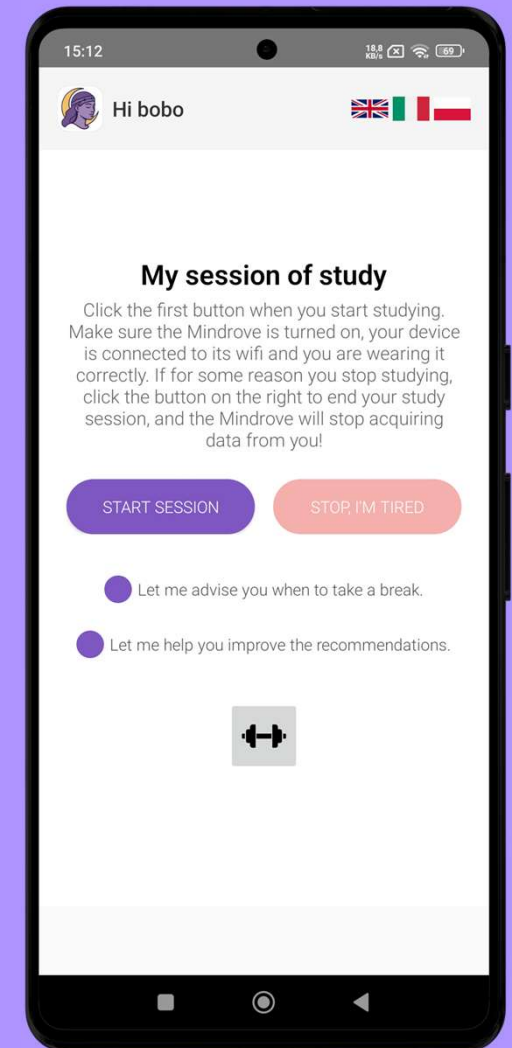 15:12
18,8
KB/s
69
Hi bobo
My session of study
Click the first button when you start studying.
Make sure the Mindrove is turned on, your device
is connected to its wifi and you are wearing it
correctly. If for some reason you stop studying,
click the button on the right to end your study
session, and the Mindrove will stop acquiring
data from you!
START SESSION
STOP, I'M TIRED
Let me advise you when to take a break.
Let me help you improve the recommendations.